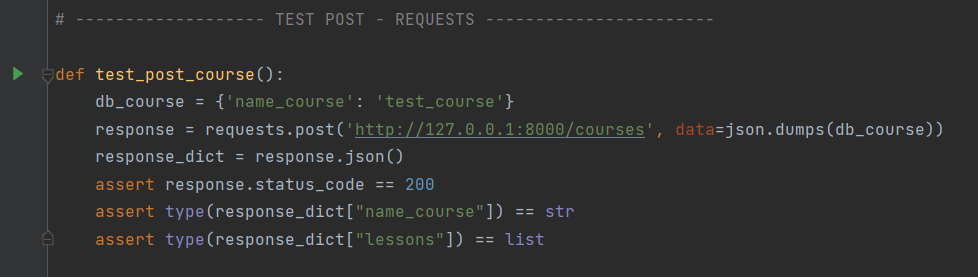 # ------------------- TEST POST - REQUESTS -----------------------
def test_post_course():
    db_course = {'name_course': 'test_course'}
    response = requests.post('http://127.0.0.1:8000/courses', data=json.dumps(db_course))
    response_dict = response.json()
    assert response.status_code == 200
    assert type(response_dict["name_course"]) == str
    assert type(response_dict["lessons"]) == list